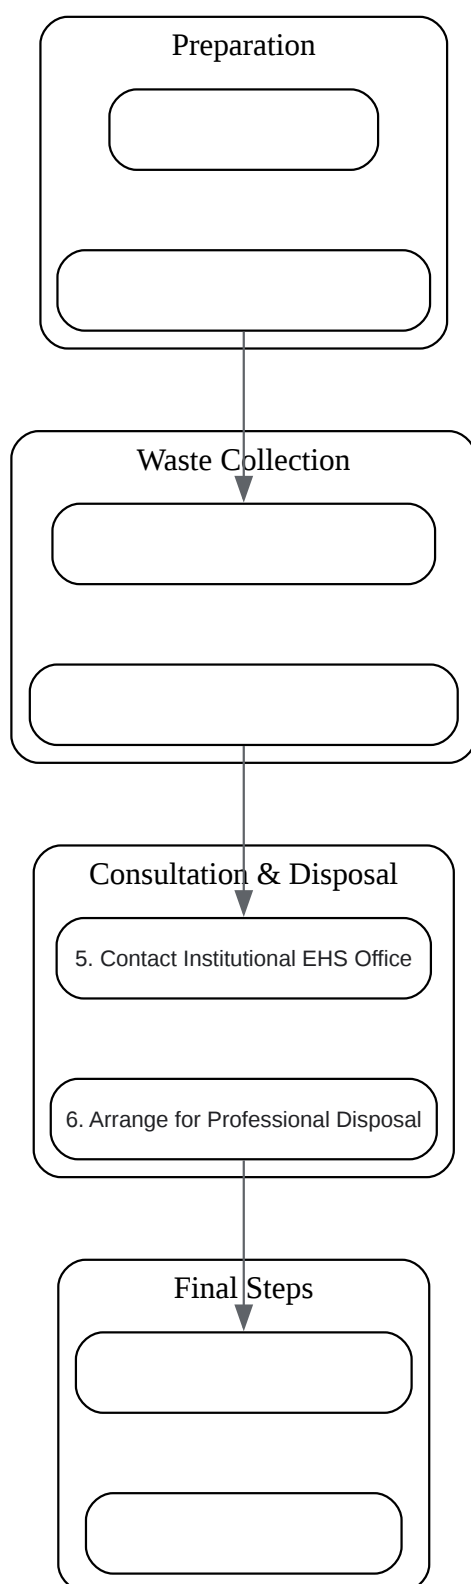 Preparation
Waste Collection
Consultation & Disposal
5. Contact Institutional EHS Office
6. Arrange for Professional Disposal
Final Steps